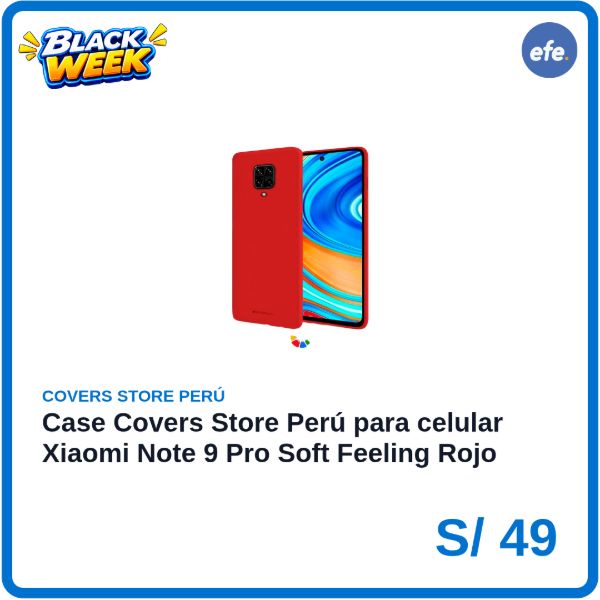 BLACK
WEEK
efe.
COVERS STORE PERÚ
Case Covers Store Perú para celular
Xiaomi Note 9 Pro Soft Feeling Rojo
S/ 49